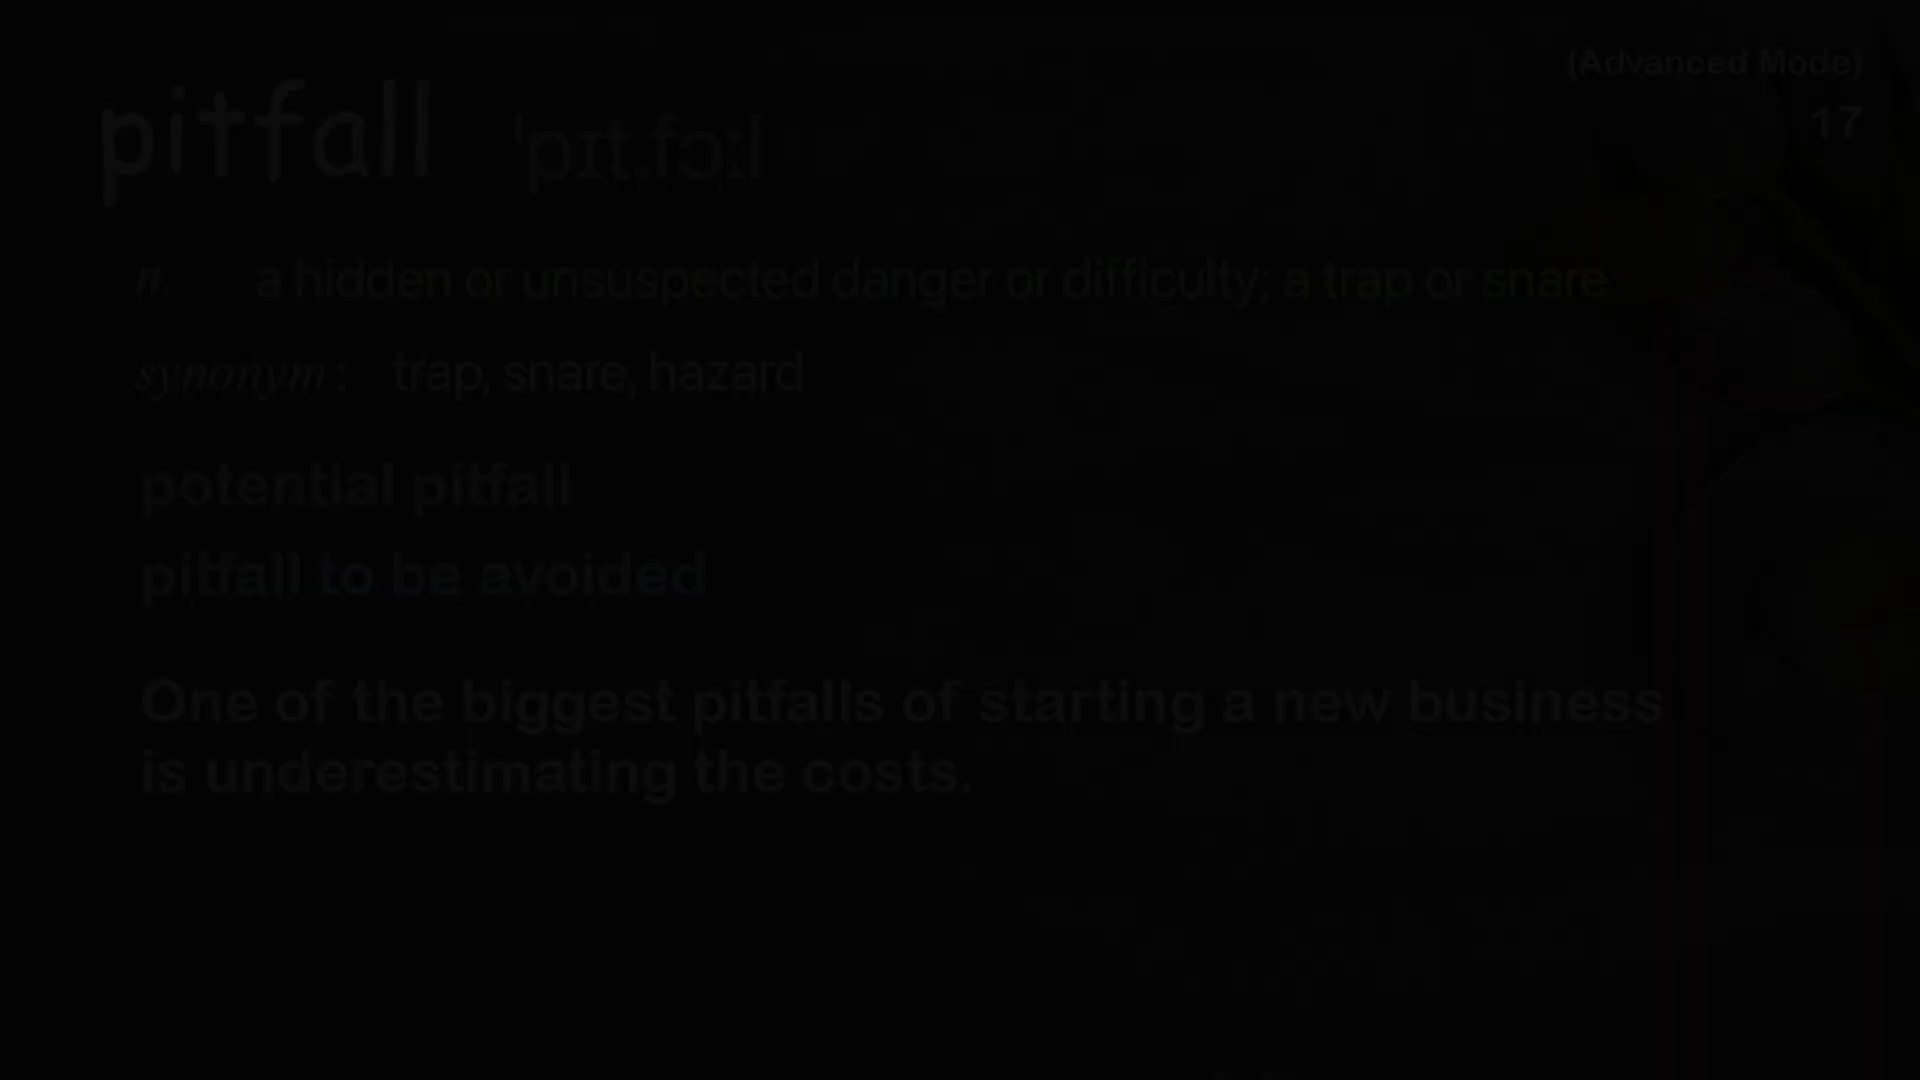 (Advanced Mode)
17
pitfall ˈpɪt.fɔːl
n. a hidden or unsuspected danger or difficulty; a trap or snare
synonym : trap, snare, hazard
potential pitfall
pitfall to be avoided
One of the biggest pitfalls of starting a new business
is underestimating the costs.